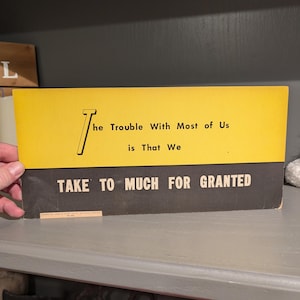 L
The Trouble With Most of Us
is That We
TAKE TO MUCH FOR GRANTED